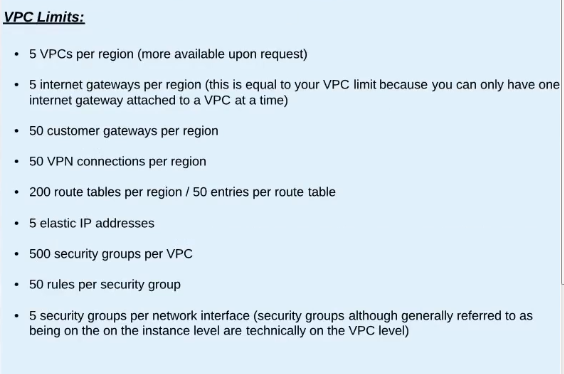 VPC Limits:
• 5 VPCs per region (more available upon request)
• 5 internet gateways per region (this is equal to your VPC limit because you can only have one
internet gateway attached to a VPC at a time)
• 50 customer gateways per region
• 50 VPN connections per region
• 200 route tables per region / 50 entries per route table
• 5 elastic IP addresses
• 500 security groups per VPC
• 50 rules per security group
• 5 security groups per network interface (security groups although generally referred to as
being on the on the instance level are technically on the VPC level)